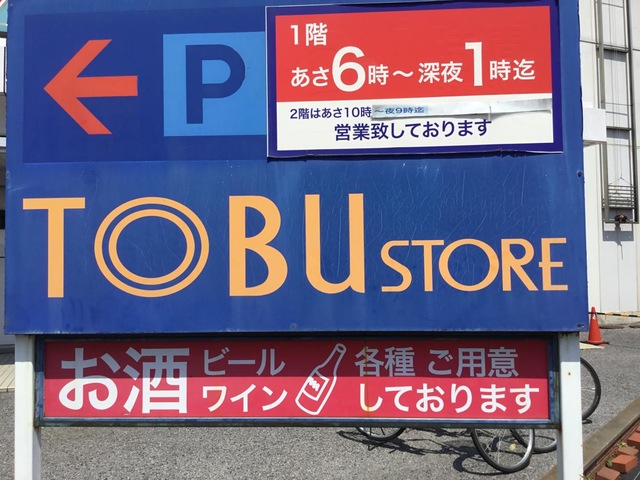 P
1階
あさ6時～深夜1時迄
2階はあさ10時～夜9時迄
営業致しております
TOBU STORE
お酒 ビール ワイン 各種 ご用意 しております